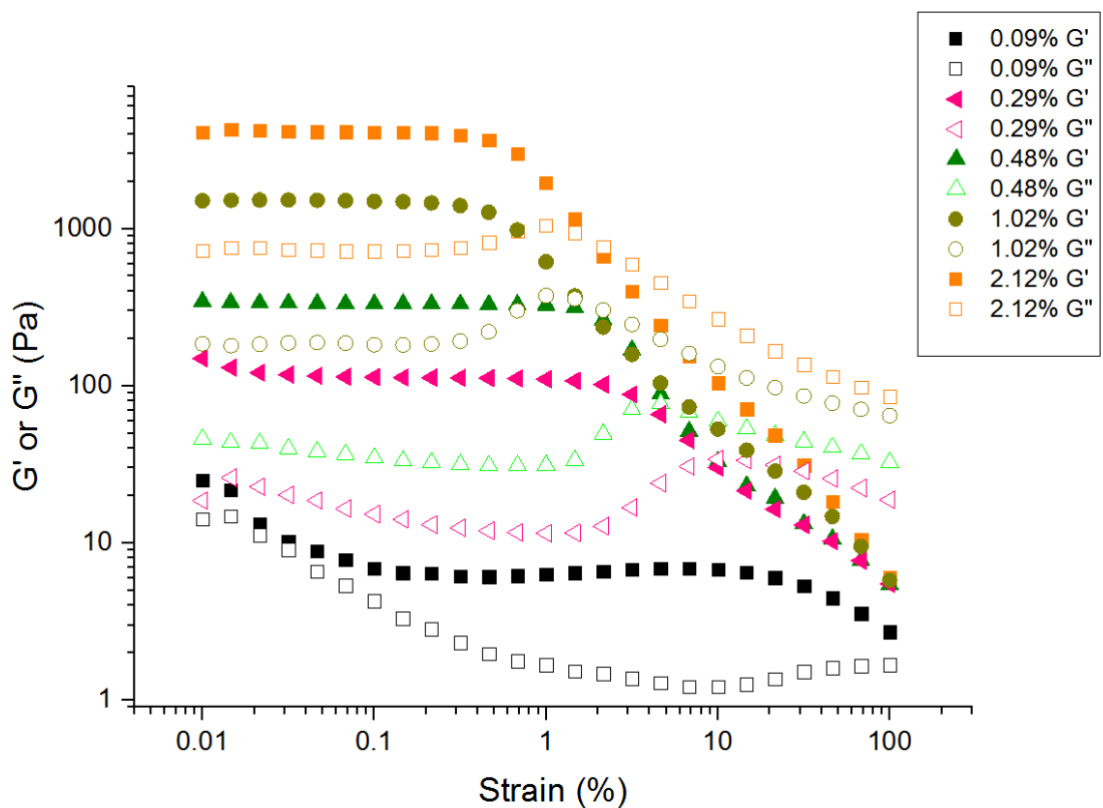 0.09% G'
0.09% G"
0.29% G'
0.29% G"
0.48% G'
0.48% G"
1.02% G'
1.02% G"
2.12% G'
2.12% G"
G' or G" (Pa)
1000
100
10
1
0.01
0.1
1
10
100
Strain (%)